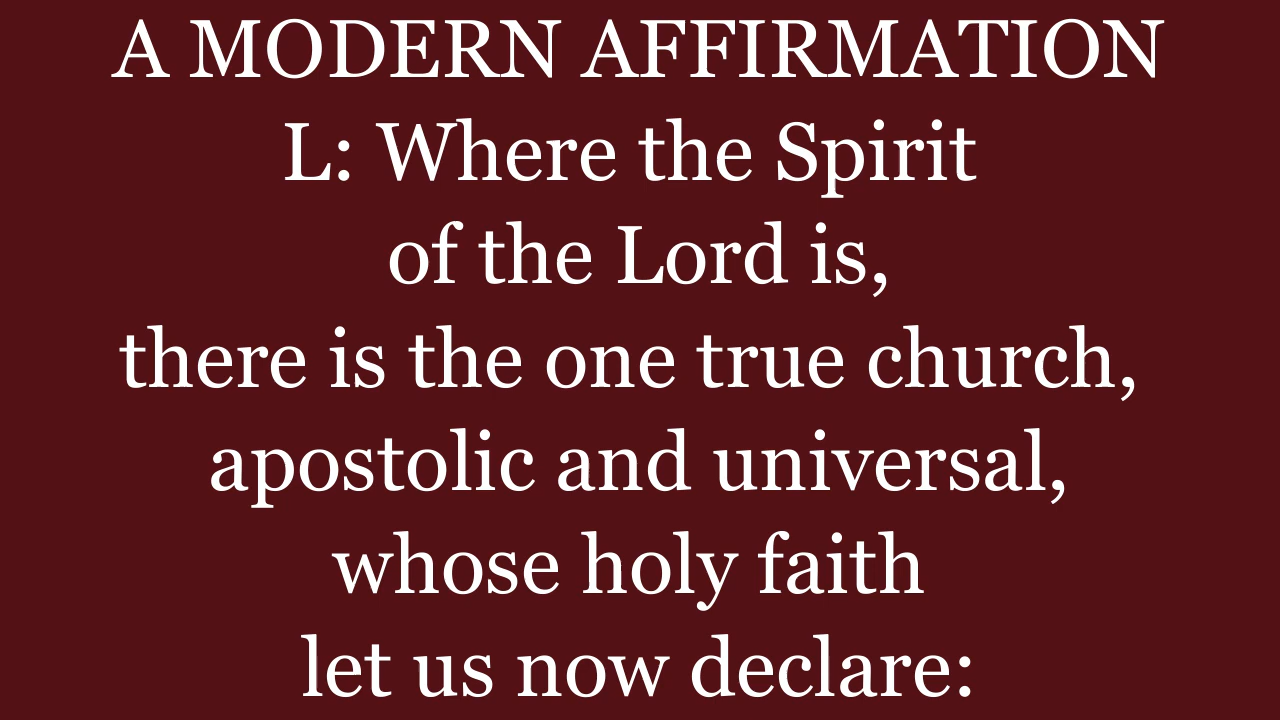 A MODERN AFFIRMATION
L: Where the Spirit
of the Lord is,
there is the one true church,
apostolic and universal,
whose holy faith
let us now declare: